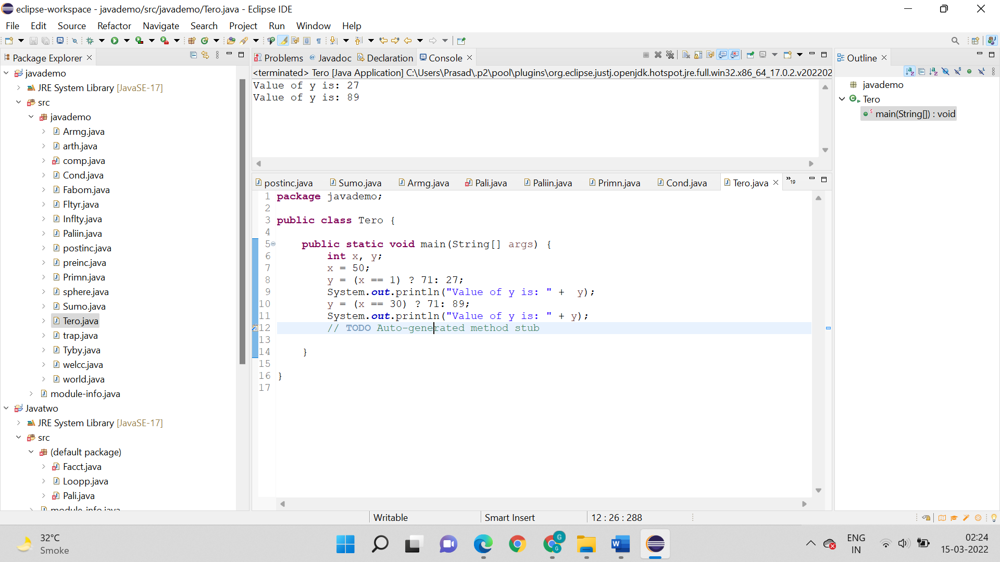 eclipse-workspace - javademo/src/javademo/Tero.java - Eclipse IDE
File Edit Source Refactor Navigate Search Project Run Window Help
Package Explorer
javademo
JRE System Library [JavaSE-17]
src
javademo
Armg.java
arth.java
comp.java
Cond.java
Fabom.java
Fltyr.java
Inflty.java
Paliin.java
postinc.java
preinc.java
Primn.java
sphere.java
Sumo.java
Tero.java
trap.java
Tyby.java
welcc.java
world.java
module-info.java
Javatwo
JRE System Library [JavaSE-17]
src
(default package)
Facct.java
Loopp.java
Pali.java
module-info.java
Problems @ Javadoc Declaration Console
<terminated> Tero [Java Application] C:\Users\Prasad\.p2\pool\plugins\org.eclipse.justj.openjdk.hotspot.jre.full.win32.x86_64_17.0.2.v202202
Value of y is: 27
Value of y is: 89
postinc.java Sumo.java Armg.java Pali.java Paliin.java Primn.java Cond.java Tero.java »19
1 package javademo;
2
3 public class Tero {
4
5 public static void main(String[] args) {
6 int x, y;
7 x = 50;
8 y = (x == 1) ? 71: 27;
9 System.out.println("Value of y is: " +  y);
10 y = (x == 30) ? 71: 89;
11 System.out.println("Value of y is: " + y);
12 // TODO Auto-generated method stub
13
14 }
15
16 }
17
Outline
javademo
Tero
main(String[]) : void
Writable Smart Insert 12 : 26 : 288
32°C
Smoke
ENG
IN
02:24
15-03-2022